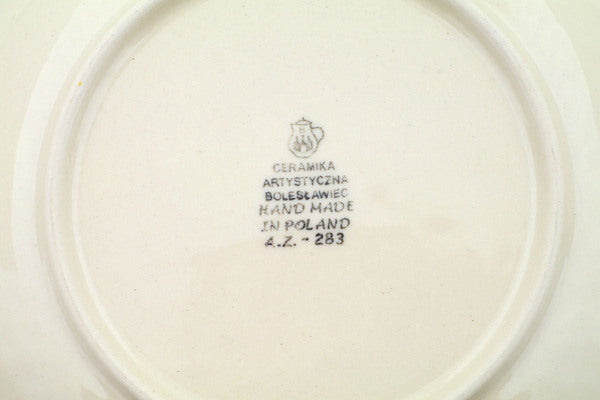 CERAMIKA
ARTYSTYCZNA
BOLESŁAWIEC
HAND MADE
IN POLAND
A.Z. - 283